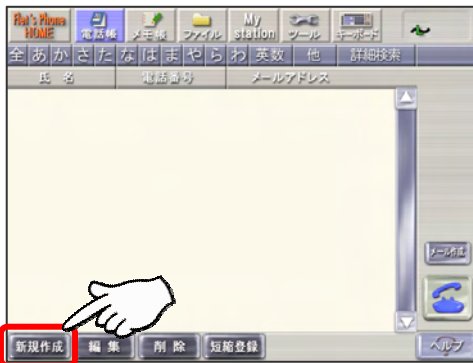 Flet's Phone HOME 電話帳 メモ帳 ファイル My station ツール キーボード
全 あ か さ た な は ま や ら わ 英数 他 詳細検索
氏 名 電話番号 メールアドレス
メール作成
新規作成 編 集 削 除 短縮登録 ヘルプ